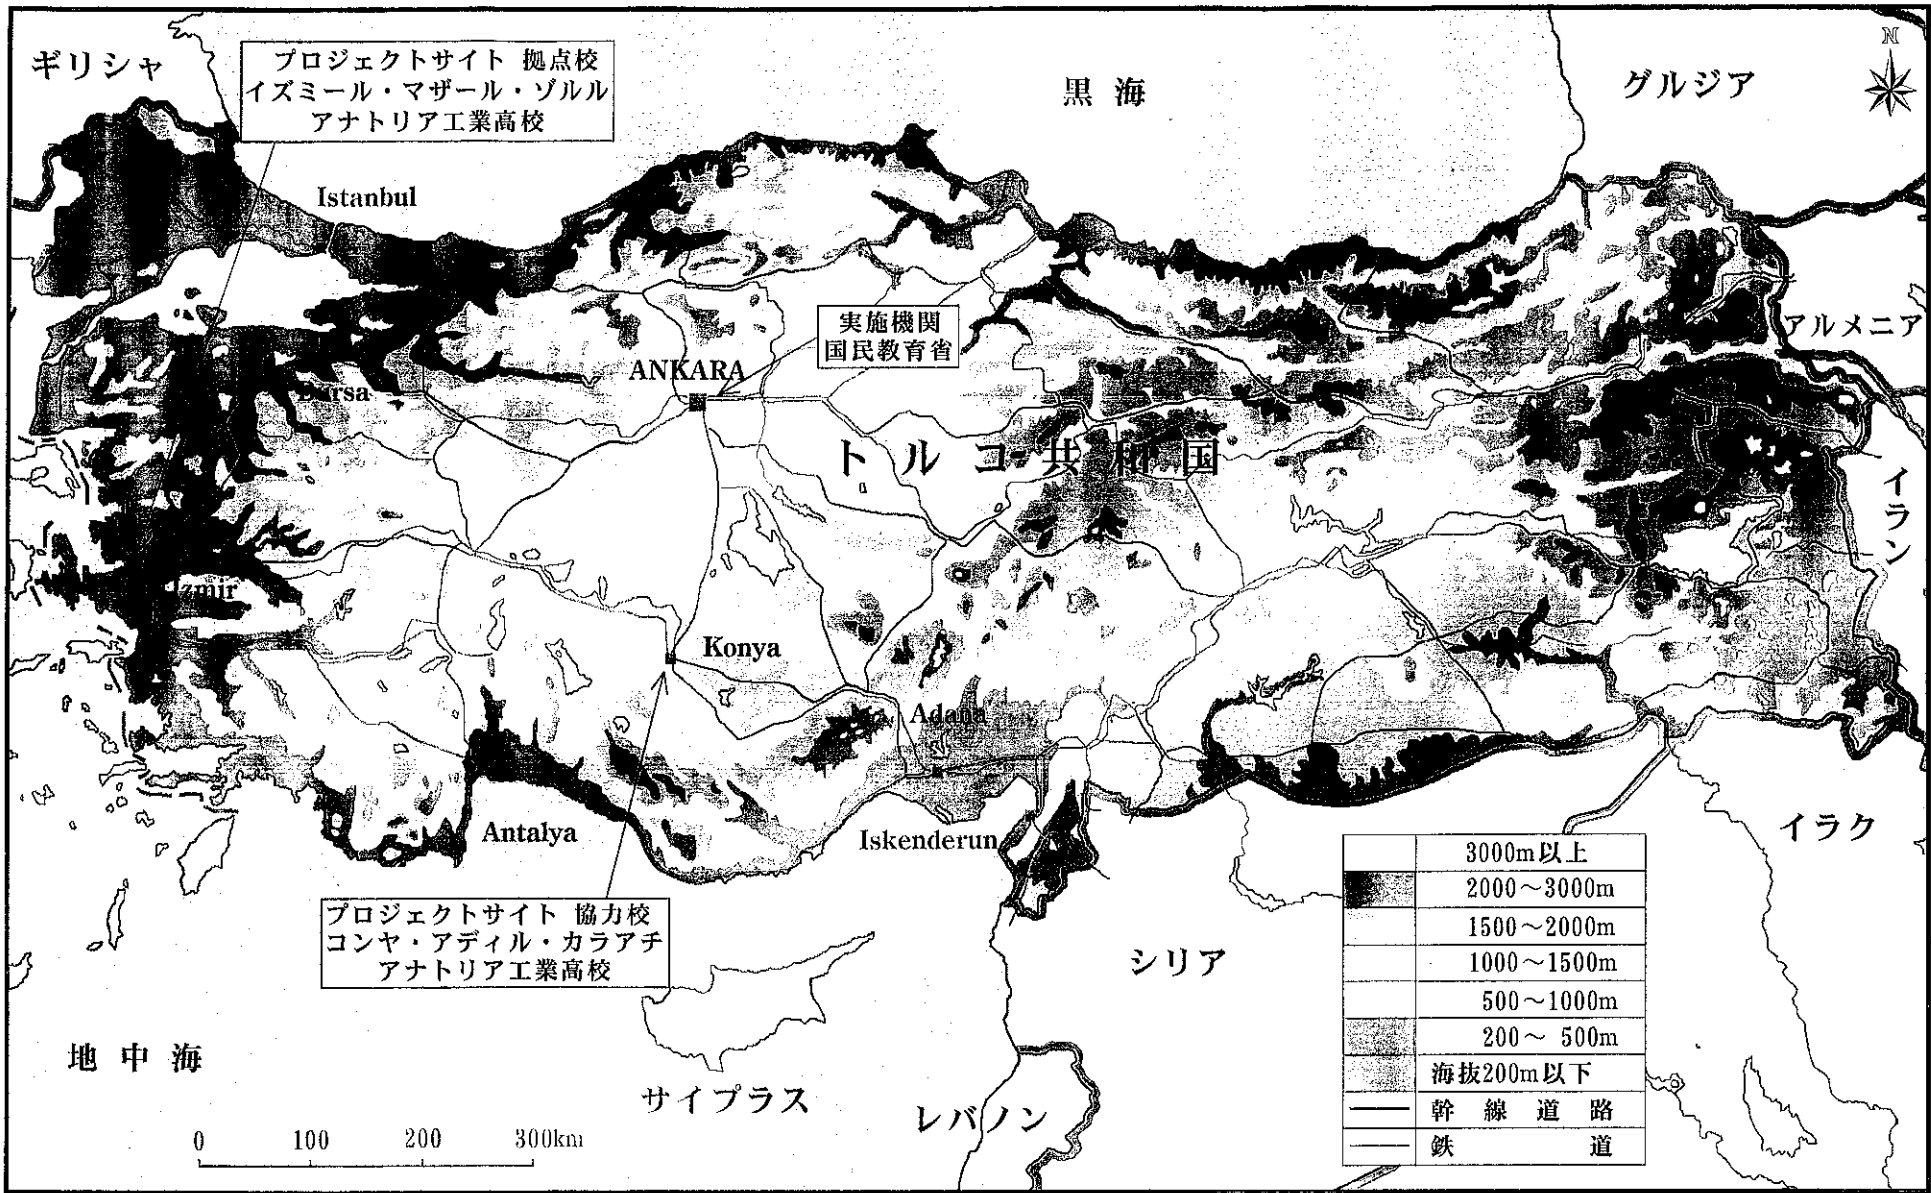 ギリシャ
プロジェクトサイト 拠点校
イズミール・マザール・ゾルル
アナトリア工業高校
黒 海
グルジア
N
Istanbul
実施機関
国民教育省
アルメニア
ANKARA
Bursa
トルコ共和国
イラン
Izmir
Konya
Adana
Antalya
Iskenderun
イラク
プロジェクトサイト 協力校
コンヤ・アディル・カラアチ
アナトリア工業高校
シリア
地 中 海
サイプラス
レバノン
0 100 200 300km
3000m以上
2000～3000m
1500～2000m
1000～1500m
500～1000m
200～ 500m
海抜200m以下
幹 線 道 路
鉄 道